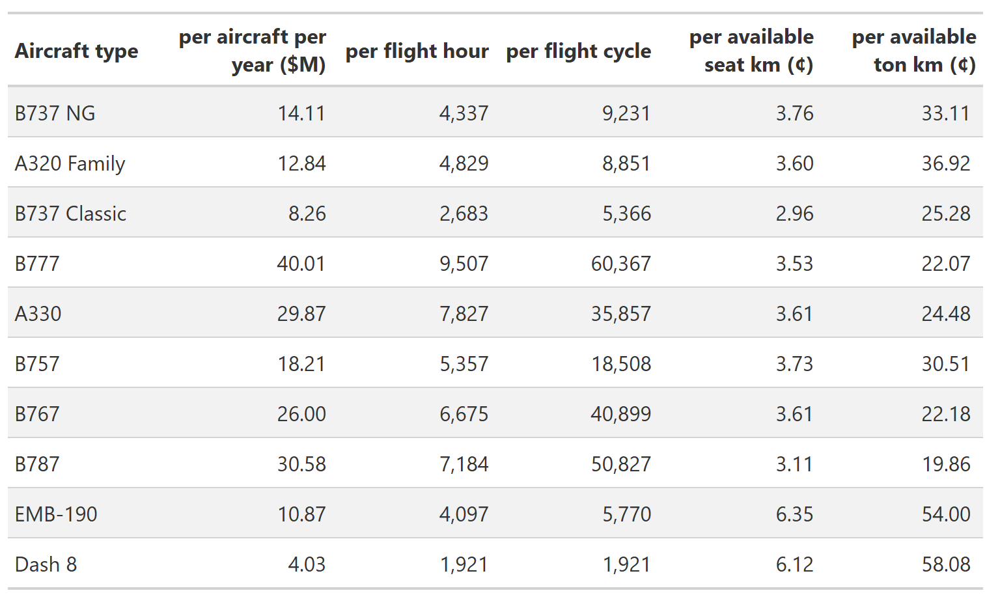 Aircraft type per aircraft per year ($M) per flight hour per flight cycle per available seat km (¢) per available ton km (¢)
B737 NG 14.11 4,337 9,231 3.76 33.11
A320 Family 12.84 4,829 8,851 3.60 36.92
B737 Classic 8.26 2,683 5,366 2.96 25.28
B777 40.01 9,507 60,367 3.53 22.07
A330 29.87 7,827 35,857 3.61 24.48
B757 18.21 5,357 18,508 3.73 30.51
B767 26.00 6,675 40,899 3.61 22.18
B787 30.58 7,184 50,827 3.11 19.86
EMB-190 10.87 4,097 5,770 6.35 54.00
Dash 8 4.03 1,921 1,921 6.12 58.08